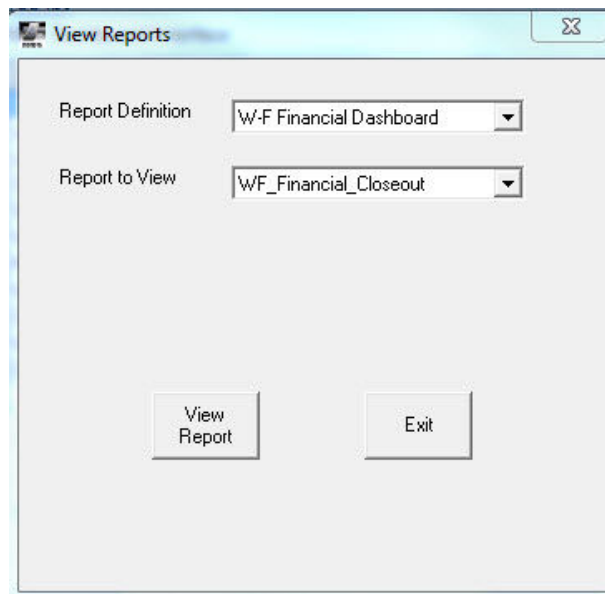 View Reports
Report Definition W-F Financial Dashboard
Report to View WF_Financial_Closeout
View
Report
Exit